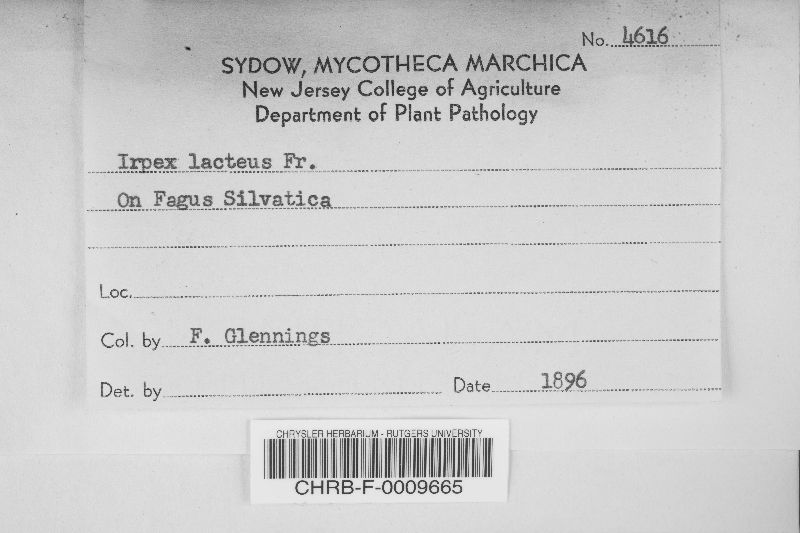 No. 4616
SYDOW, MYCOTHECA MARCHICA
New Jersey College of Agriculture
Department of Plant Pathology
Irpex lacteus Fr.
On Fagus Silvatica
Loc.
Col. by F. Glennings
Det. by Date 1896
CHRYSLER HERBARIUM - RUTGERS UNIVERSITY
CHRB-F-0009665